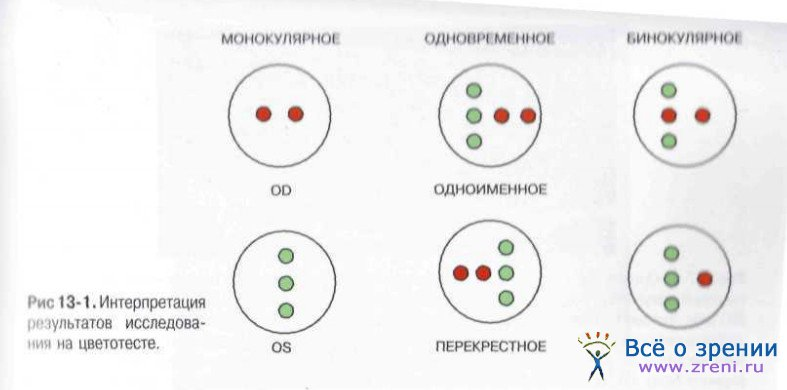 МОНОКУЛЯРНОЕ ОДНОВРЕМЕННОЕ БИНОКУЛЯРНОЕ
OD ОДНОИМЕННОЕ
Рис 13-1. Интерпретация
результатов исследова-
ния на цветотесте.
OS ПЕРЕКРЕСТНОЕ
Всё о зрении
www.zreni.ru